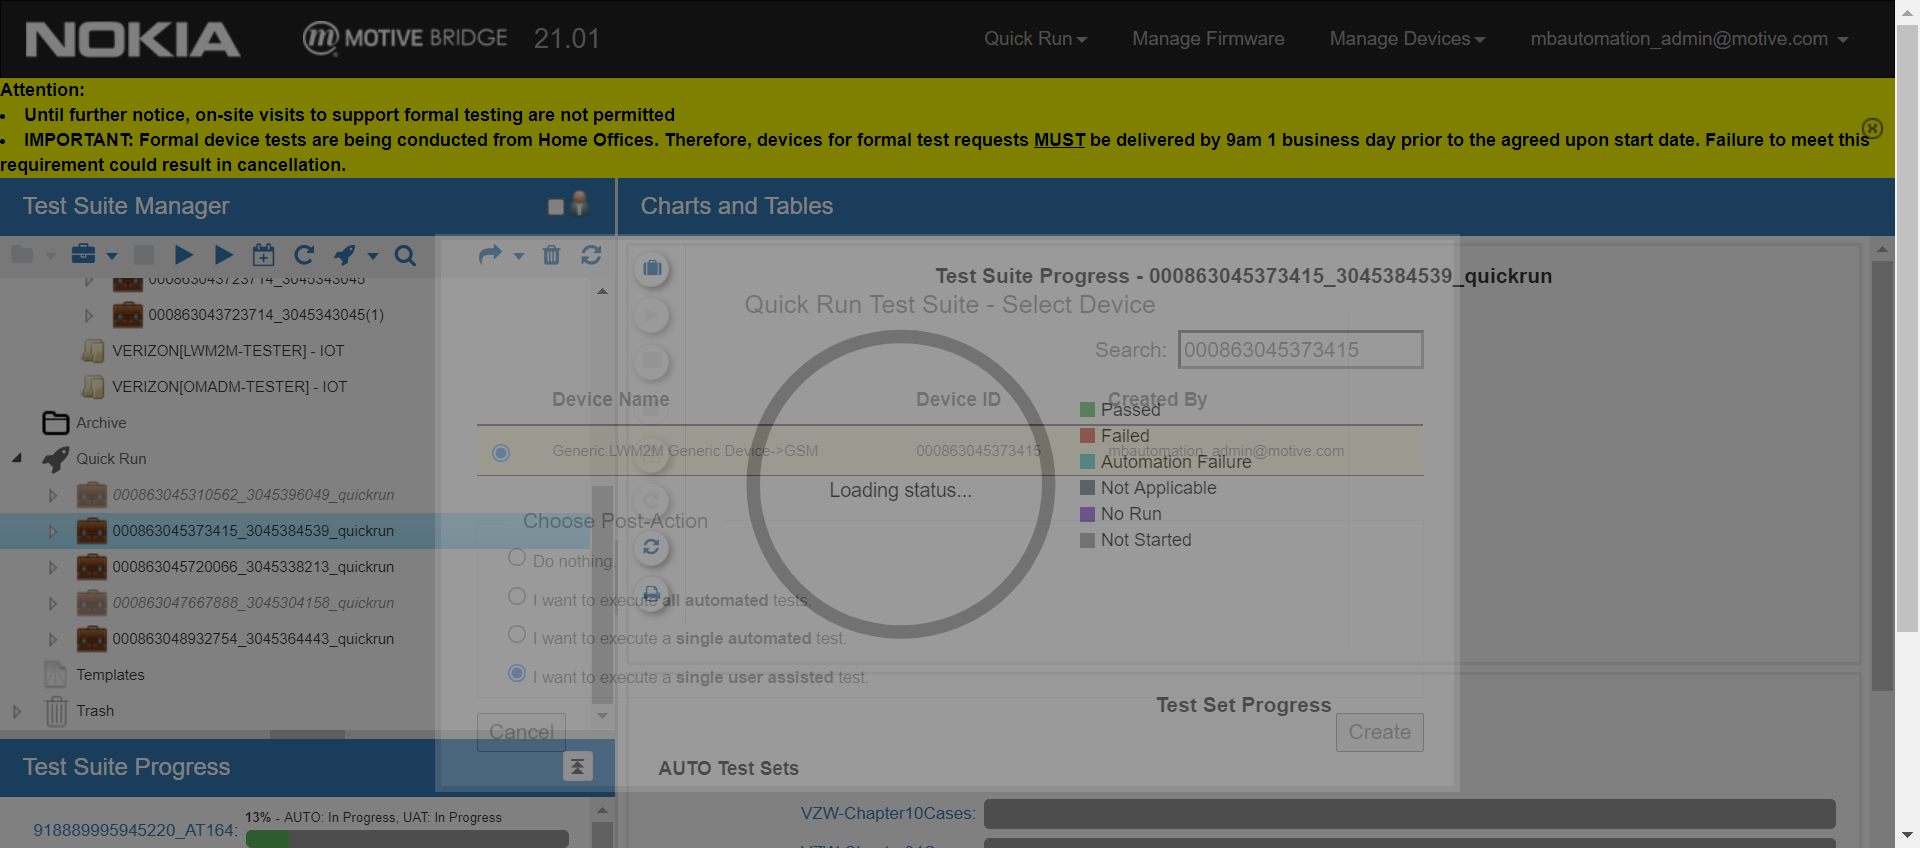 NOKIA
MOTIVE BRIDGE 21.01
Quick Run
Manage Firmware
Manage Devices
mbautomation_admin@motive.com
Attention:
• Until further notice, on-site visits to support formal testing are not permitted
• IMPORTANT: Formal device tests are being conducted from Home Offices. Therefore, devices for formal test requests MUST be delivered by 9am 1 business day prior to the agreed upon start date. Failure to meet this
requirement could result in cancellation.
Test Suite Manager
000863043723714_3045343045
000863043723714_3045343045(1)
VERIZON[LWM2M-TESTER] - IOT
VERIZON[OMADM-TESTER] - IOT
Archive
Quick Run
000863045310562_3045396049_quickrun
000863045373415_3045384539_quickrun
000863045720066_3045338213_quickrun
000863047667888_3045304158_quickrun
000863048932754_3045364443_quickrun
Templates
Trash
Test Suite Progress
918889995945220_AT164:
13% - AUTO: In Progress, UAT: In Progress
Charts and Tables
Test Suite Progress - 000863045373415_3045384539_quickrun
Quick Run Test Suite - Select Device
Search: 000863045373415
Device Name Device ID Created By
Generic.LWM2M Generic Device->GSM 000863045373415 mbautomation_admin@motive.com
Loading status...
Passed
Failed
Automation Failure
Not Applicable
No Run
Not Started
Choose Post-Action
Do nothing.
I want to execute all automated tests.
I want to execute a single automated test.
I want to execute a single user assisted test.
Cancel
Create
Test Set Progress
AUTO Test Sets
VZW-Chapter10Cases: